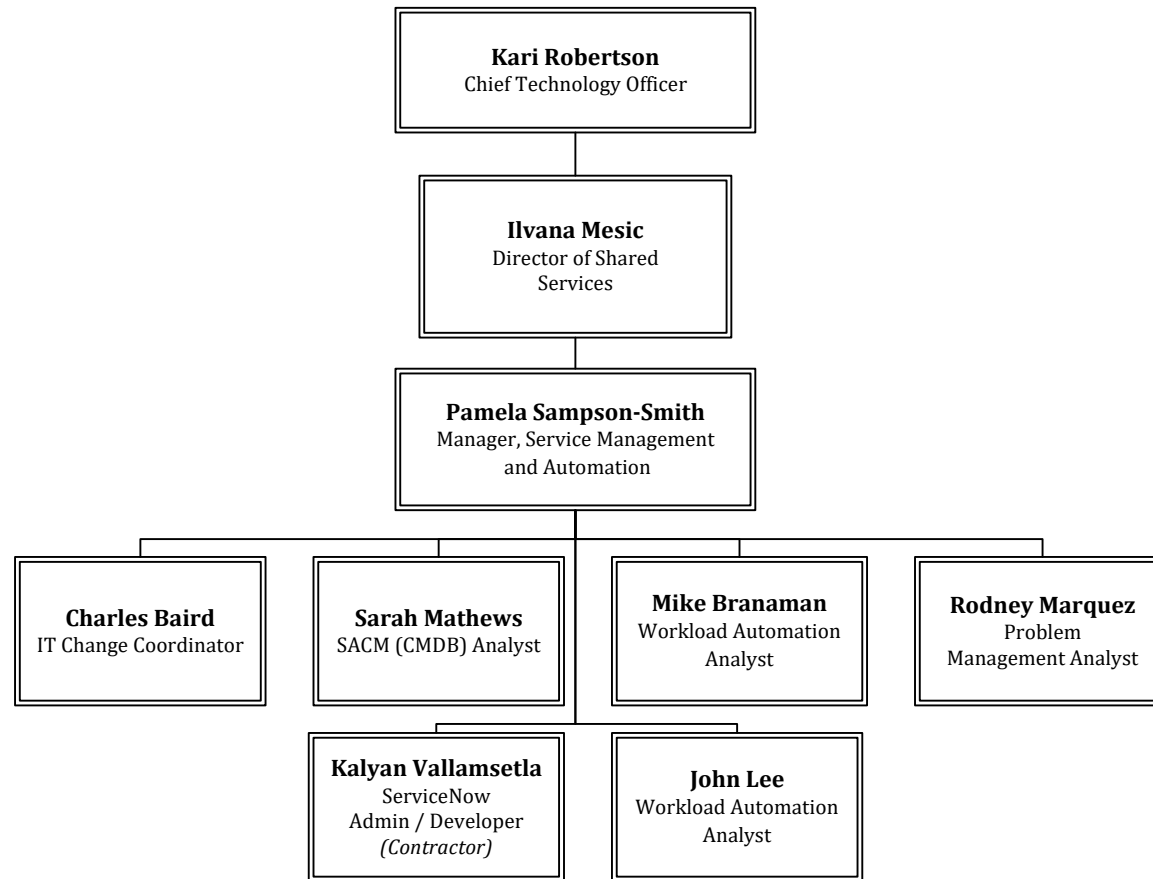 Kari Robertson
Chief Technology Officer
Ilvana Mesic
Director of Shared
Services
Pamela Sampson-Smith
Manager, Service Management
and Automation
Charles Baird
IT Change Coordinator
Sarah Mathews
SACM (CMDB) Analyst
Mike Branaman
Workload Automation
Analyst
Rodney Marquez
Problem
Management Analyst
Kalyan Vallamsetla
ServiceNow
Admin / Developer
(Contractor)
John Lee
Workload Automation
Analyst